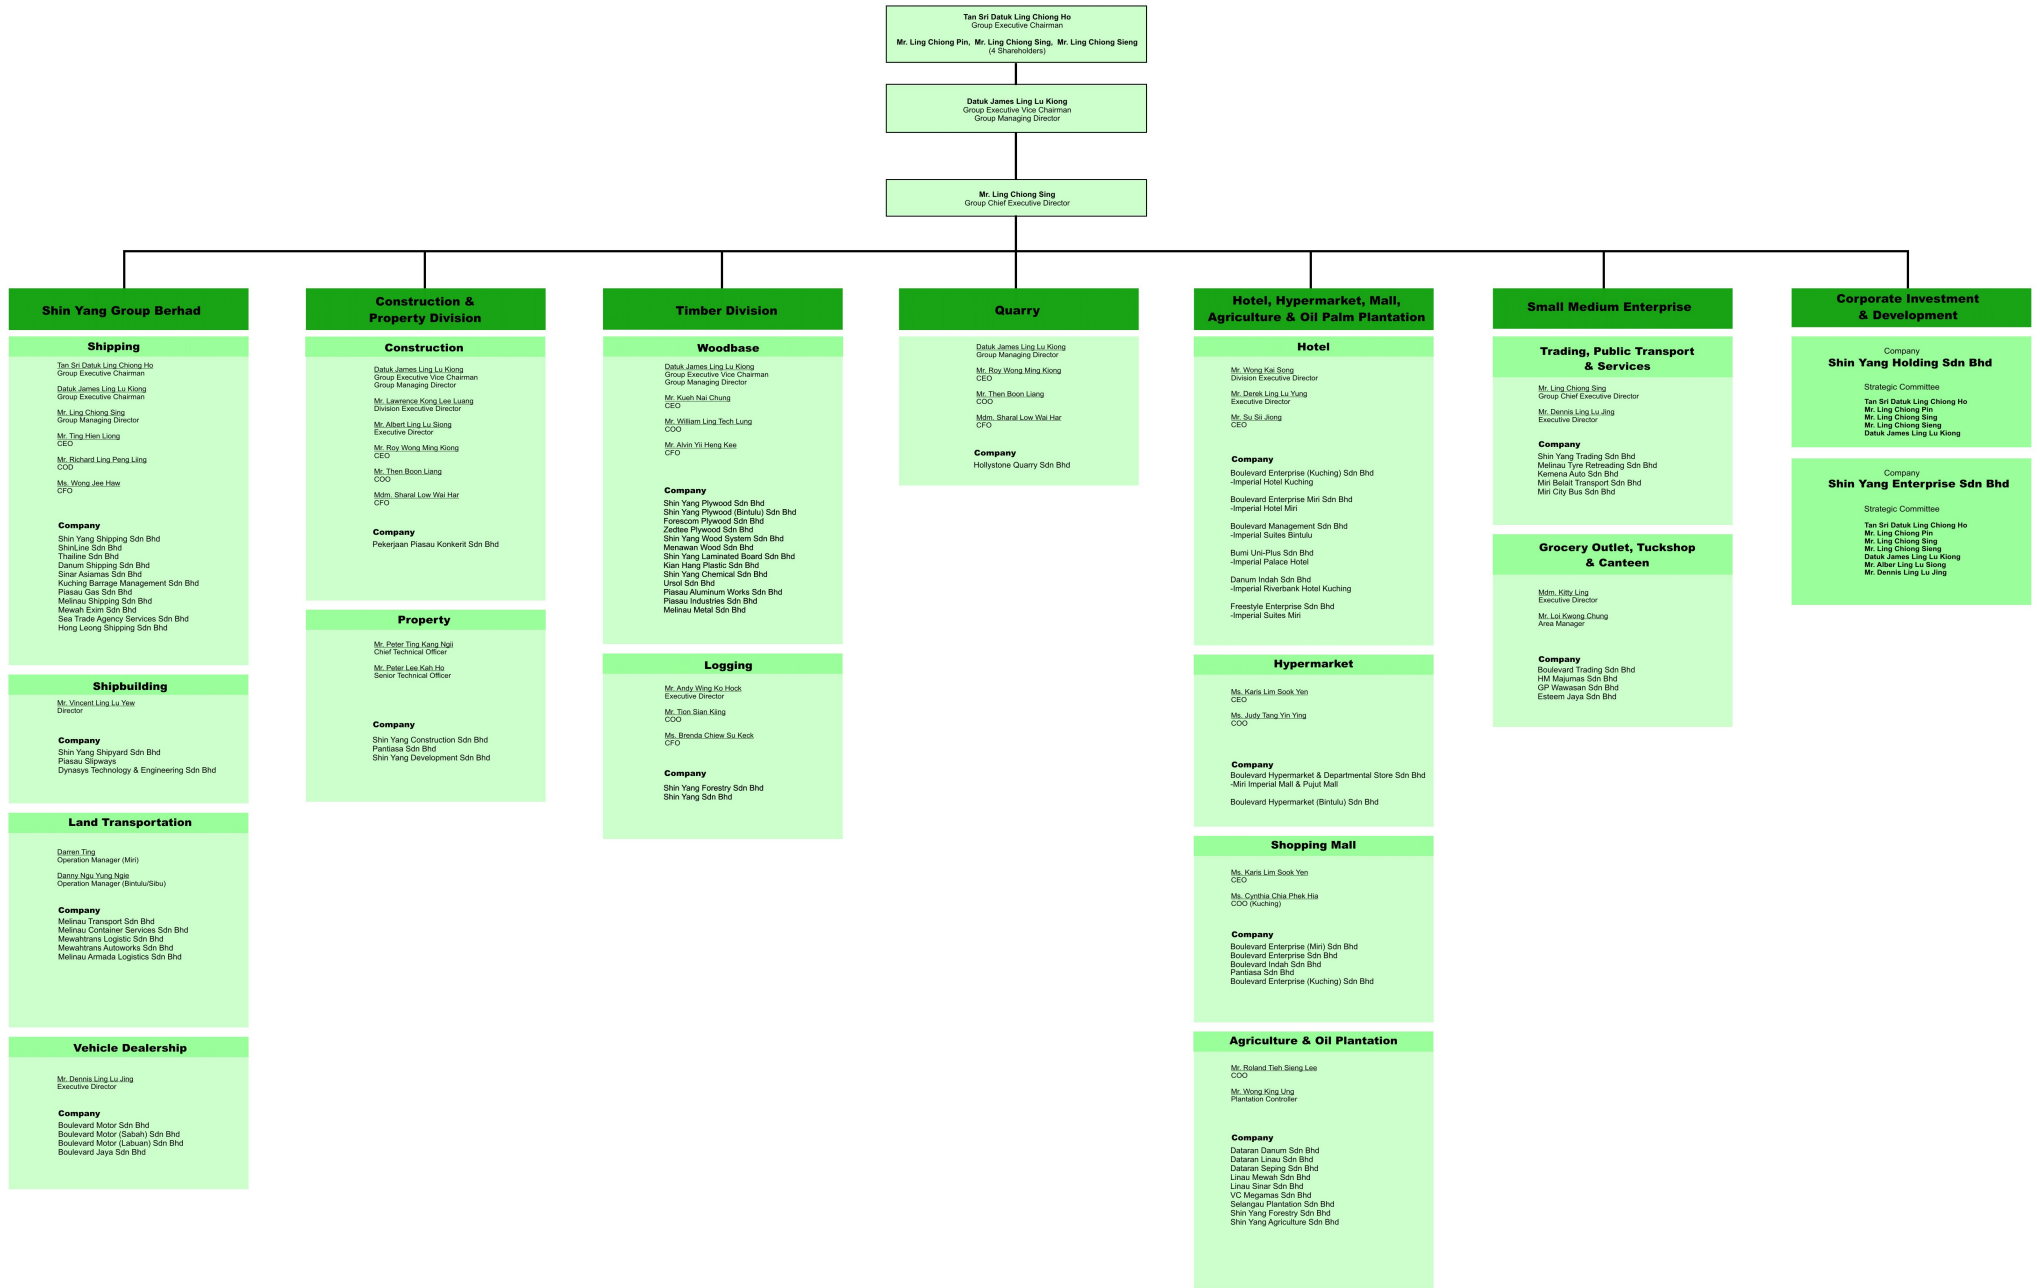 Tan Sri Datuk Ling Chiong Ho
Group Executive Chairman
Mr. Ling Chiong Pin, Mr. Ling Chiong Sing, Mr. Ling Chiong Sieng
(4 Shareholders)
Datuk James Ling Lu Kiong
Group Executive Vice Chairman
Group Managing Director
Mr. Ling Chiong Sing
Group Chief Executive Director
Shin Yang Group Berhad
Shipping
Tan Sri Datuk Ling Chiong Ho
Group Executive Chairman
Datuk James Ling Lu Kiong
Group Executive Chairman
Mr. Ling Chiong Sing
Group Managing Director
Mr. Ting Hien Liong
CEO
Mr. Richard Ling Peng Liing
COD
Ms. Wong Jee Haw
CFO
Company
Shin Yang Shipping Sdn Bhd
ShinLine Sdn Bhd
Thailine Sdn Bhd
Danum Shipping Sdn Bhd
Sinar Asiamas Sdn Bhd
Kuching Barrage Management Sdn Bhd
Piasau Gas Sdn Bhd
Melinau Shipping Sdn Bhd
Mewah Exim Sdn Bhd
Sea Trade Agency Services Sdn Bhd
Hong Leong Shipping Sdn Bhd
Shipbuilding
Mr. Vincent Ling Lu Yew
Director
Company
Shin Yang Shipyard Sdn Bhd
Piasau Slipways
Dynasys Technology & Engineering Sdn Bhd
Land Transportation
Darren Ting
Operation Manager (Miri)
Danny Ngu Yung Ngie
Operation Manager (Bintulu/Sibu)
Company
Melinau Transport Sdn Bhd
Melinau Container Services Sdn Bhd
Mewahtrans Logistic Sdn Bhd
Mewahtrans Autoworks Sdn Bhd
Melinau Armada Logistics Sdn Bhd
Vehicle Dealership
Mr. Dennis Ling Lu Jing
Executive Director
Company
Boulevard Motor Sdn Bhd
Boulevard Motor (Sabah) Sdn Bhd
Boulevard Motor (Labuan) Sdn Bhd
Boulevard Jaya Sdn Bhd
Construction &
Property Division
Construction
Datuk James Ling Lu Kiong
Group Executive Vice Chairman
Group Managing Director
Mr. Lawrence Kong Lee Luang
Division Executive Director
Mr. Albert Ling Lu Siong
Executive Director
Mr. Roy Wong Ming Kiong
CEO
Mr. Then Boon Liang
COO
Mdm. Sharal Low Wai Har
CFO
Company
Pekerjaan Piasau Konkerit Sdn Bhd
Property
Mr. Peter Ting Kang Ngii
Chief Technical Officer
Mr. Peter Lee Kah Ho
Senior Technical Officer
Company
Shin Yang Construction Sdn Bhd
Pantiasa Sdn Bhd
Shin Yang Development Sdn Bhd
Timber Division
Woodbase
Datuk James Ling Lu Kiong
Group Executive Vice Chairman
Group Managing Director
Mr. Kueh Nai Chung
CEO
Mr. William Ling Tech Lung
COO
Mr. Alvin Yii Heng Kee
CFO
Company
Shin Yang Plywood Sdn Bhd
Shin Yang Plywood (Bintulu) Sdn Bhd
Forescom Plywood Sdn Bhd
Zedtee Plywood Sdn Bhd
Shin Yang Wood System Sdn Bhd
Menawan Wood Sdn Bhd
Shin Yang Laminated Board Sdn Bhd
Kian Hang Plastic Sdn Bhd
Shin Yang Chemical Sdn Bhd
Ursol Sdn Bhd
Piasau Aluminum Works Sdn Bhd
Piasau Industries Sdn Bhd
Melinau Metal Sdn Bhd
Logging
Mr. Andy Wing Ko Hock
Executive Director
Mr. Tion Sian Kiing
COO
Ms. Brenda Chiew Su Keck
CFO
Company
Shin Yang Forestry Sdn Bhd
Shin Yang Sdn Bhd
Quarry
Datuk James Ling Lu Kiong
Group Managing Director
Mr. Roy Wong Ming Kiong
CEO
Mr. Then Boon Liang
COO
Mdm. Sharal Low Wai Har
CFO
Company
Hollystone Quarry Sdn Bhd
Hotel, Hypermarket, Mall,
Agriculture & Oil Palm Plantation
Hotel
Mr. Wong Kai Song
Division Executive Director
Mr. Derek Ling Lu Yung
Executive Director
Mr. Su Sii Jiong
CEO
Company
Boulevard Enterprise (Kuching) Sdn Bhd
-Imperial Hotel Kuching
Boulevard Enterprise Miri Sdn Bhd
-Imperial Hotel Miri
Boulevard Management Sdn Bhd
-Imperial Suites Bintulu
Bumi Uni-Plus Sdn Bhd
-Imperial Palace Hotel
Danum Indah Sdn Bhd
-Imperial Riverbank Hotel Kuching
Freestyle Enterprise Sdn Bhd
-Imperial Suites Miri
Hypermarket
Ms. Karis Lim Sook Yen
CEO
Ms. Judy Tang Yin Ying
COO
Company
Boulevard Hypermarket & Departmental Store Sdn Bhd
-Miri Imperial Mall & Pujut Mall
Boulevard Hypermarket (Bintulu) Sdn Bhd
Shopping Mall
Ms. Karis Lim Sook Yen
CEO
Ms. Cynthia Chia Phek Hia
COO (Kuching)
Company
Boulevard Enterprise (Miri) Sdn Bhd
Boulevard Enterprise Sdn Bhd
Boulevard Indah Sdn Bhd
Pantiasa Sdn Bhd
Boulevard Enterprise (Kuching) Sdn Bhd
Agriculture & Oil Plantation
Mr. Roland Tieh Sieng Lee
COO
Mr. Wong King Ung
Plantation Controller
Company
Dataran Danum Sdn Bhd
Dataran Linau Sdn Bhd
Dataran Seping Sdn Bhd
Linau Mewah Sdn Bhd
Linau Sinar Sdn Bhd
VC Megamas Sdn Bhd
Selangau Plantation Sdn Bhd
Shin Yang Forestry Sdn Bhd
Shin Yang Agriculture Sdn Bhd
Small Medium Enterprise
Trading, Public Transport
& Services
Mr. Ling Chiong Sing
Group Chief Executive Director
Mr. Dennis Ling Lu Jing
Executive Director
Company
Shin Yang Trading Sdn Bhd
Melinau Tyre Retreading Sdn Bhd
Kemena Auto Sdn Bhd
Miri Belait Transport Sdn Bhd
Miri City Bus Sdn Bhd
Grocery Outlet, Tuckshop
& Canteen
Mdm. Kitty Ling
Executive Director
Mr. Loi Kwong Chung
Area Manager
Company
Boulevard Trading Sdn Bhd
HM Majumas Sdn Bhd
GP Wawasan Sdn Bhd
Esteem Jaya Sdn Bhd
Corporate Investment
& Development
Company
Shin Yang Holding Sdn Bhd
Strategic Committee
Tan Sri Datuk Ling Chiong Ho
Mr. Ling Chiong Pin
Mr. Ling Chiong Sing
Mr. Ling Chiong Sieng
Datuk James Ling Lu Kiong
Company
Shin Yang Enterprise Sdn Bhd
Strategic Committee
Tan Sri Datuk Ling Chiong Ho
Mr. Ling Chiong Pin
Mr. Ling Chiong Sing
Mr. Ling Chiong Sieng
Datuk James Ling Lu Kiong
Mr. Alber Ling Lu Siong
Mr. Dennis Ling Lu Jing